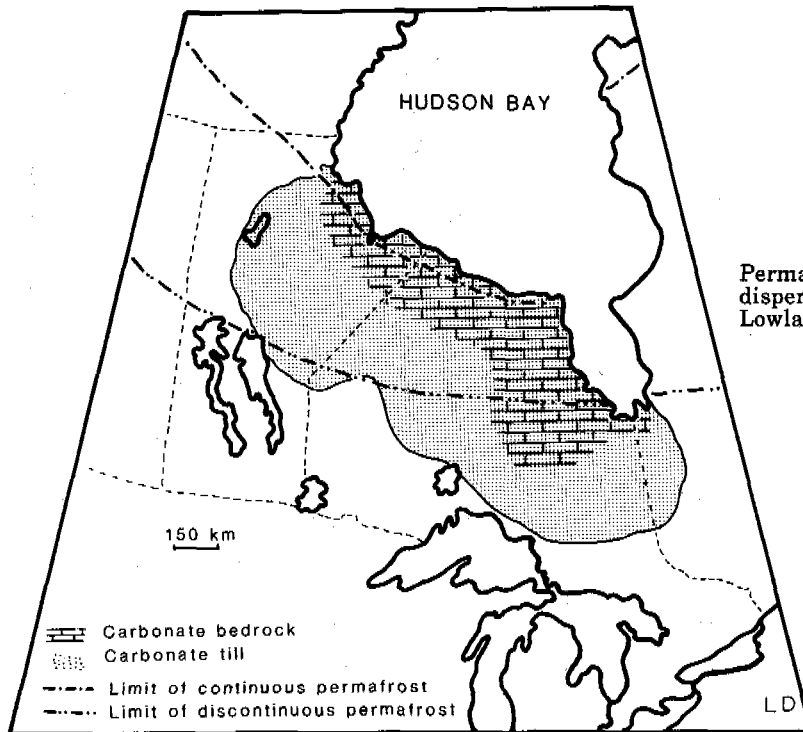 HUDSON BAY
Perma
disper
Lowla
150 km
Carbonate bedrock
Carbonate till
Limit of continuous permafrost
Limit of discontinuous permafrost
LD